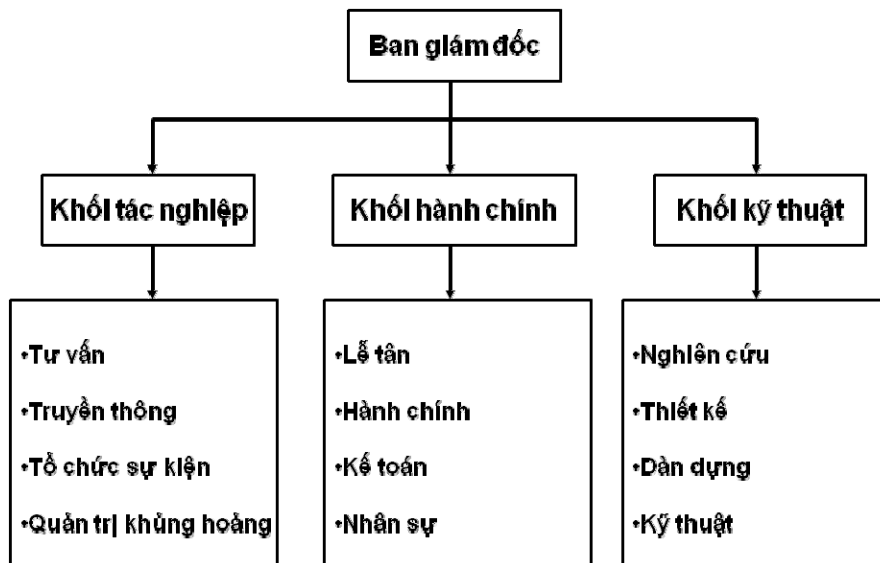 Ban giám đốc
Khối tác nghiệp
Khối hành chính
Khối kỹ thuật
•Tư vấn
•Truyền thông
•Tổ chức sự kiện
•Quản trị khủng hoảng
•Lễ tân
•Hành chính
•Kế toán
•Nhân sự
•Nghiên cứu
•Thiết kế
•Dàn dựng
•Kỹ thuật